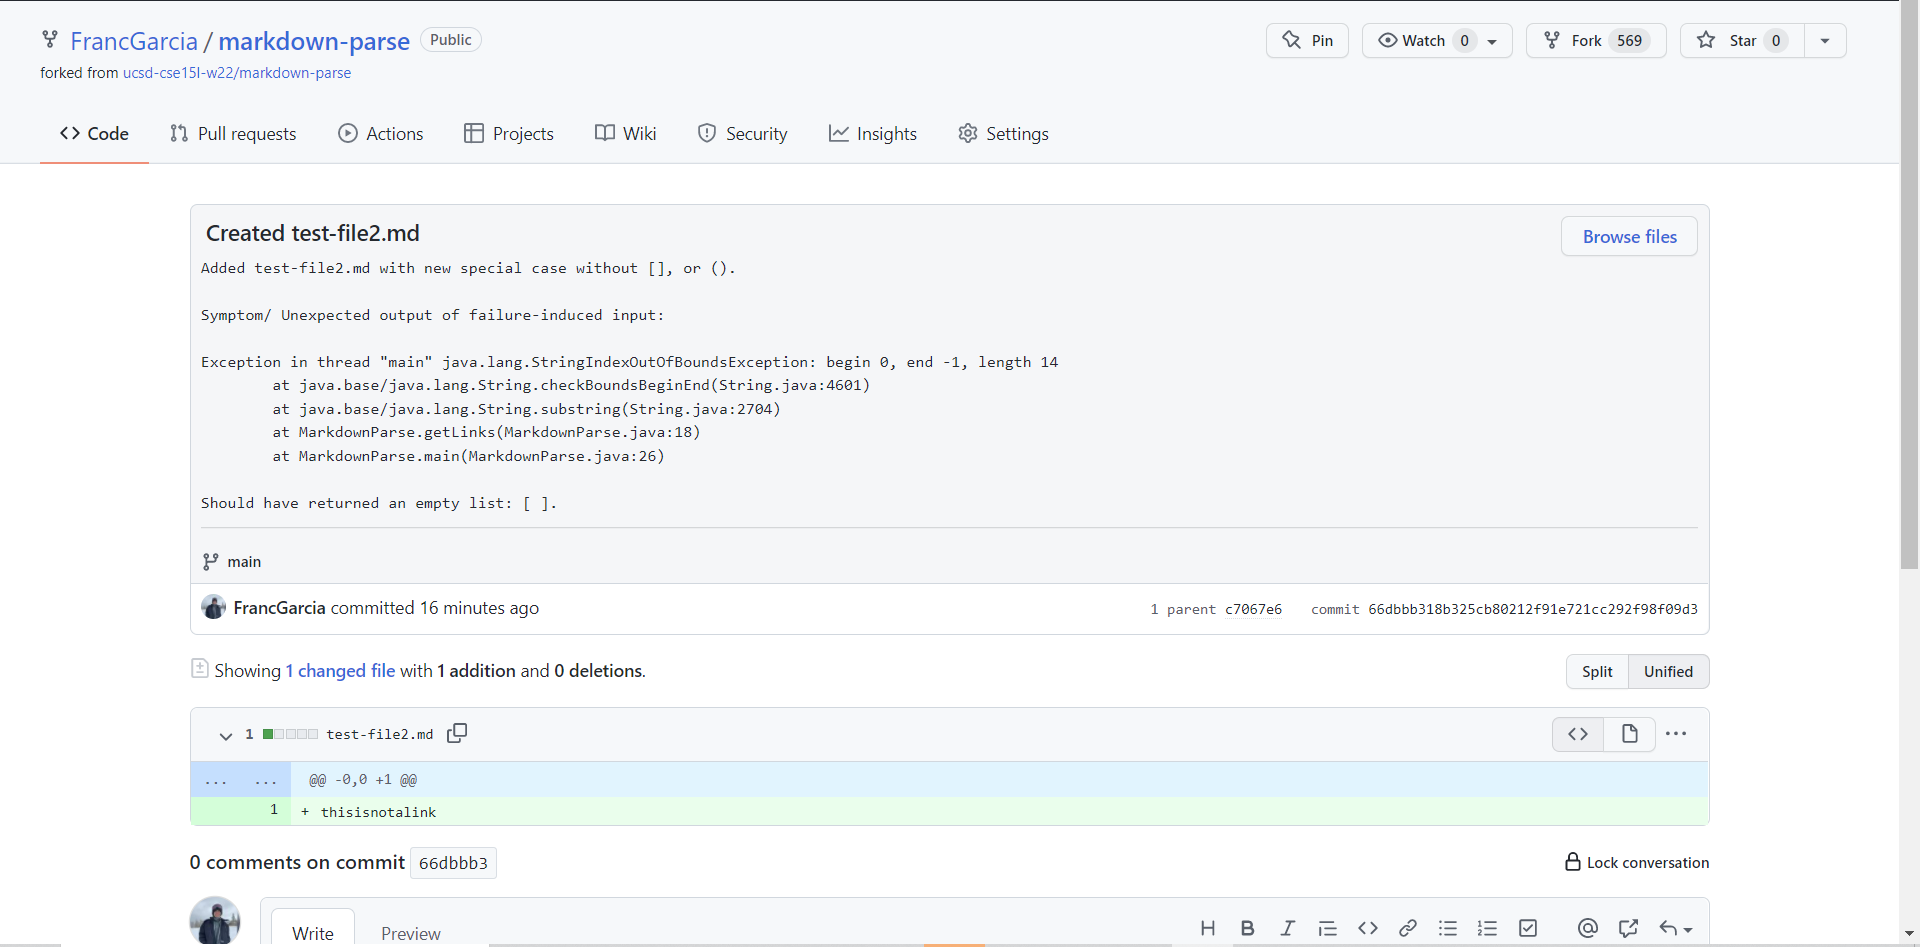 FrancGarcia / markdown-parse Public
Pin Watch 0 Fork 569 Star 0
forked from ucsd-cse15l-w22/markdown-parse
Code Pull requests Actions Projects Wiki Security Insights Settings
Created test-file2.md
Browse files
Added test-file2.md with new special case without [], or ().
Symptom/ Unexpected output of failure-induced input:
Exception in thread "main" java.lang.StringIndexOutOfBoundsException: begin 0, end -1, length 14
at java.base/java.lang.String.checkBoundsBeginEnd(String.java:4601)
at java.base/java.lang.String.substring(String.java:2704)
at MarkdownParse.getLinks(MarkdownParse.java:18)
at MarkdownParse.main(MarkdownParse.java:26)
Should have returned an empty list: [ ].
main
FrancGarcia committed 16 minutes ago
1 parent c7067e6 commit 66dbbb318b325cb80212f91e721cc292f98f09d3
Showing 1 changed file with 1 addition and 0 deletions.
Split Unified
1 test-file2.md
... ... @@ -0,0 +1 @@
1 + thisisnotalink
0 comments on commit 66dbbb3
Lock conversation
Write Preview